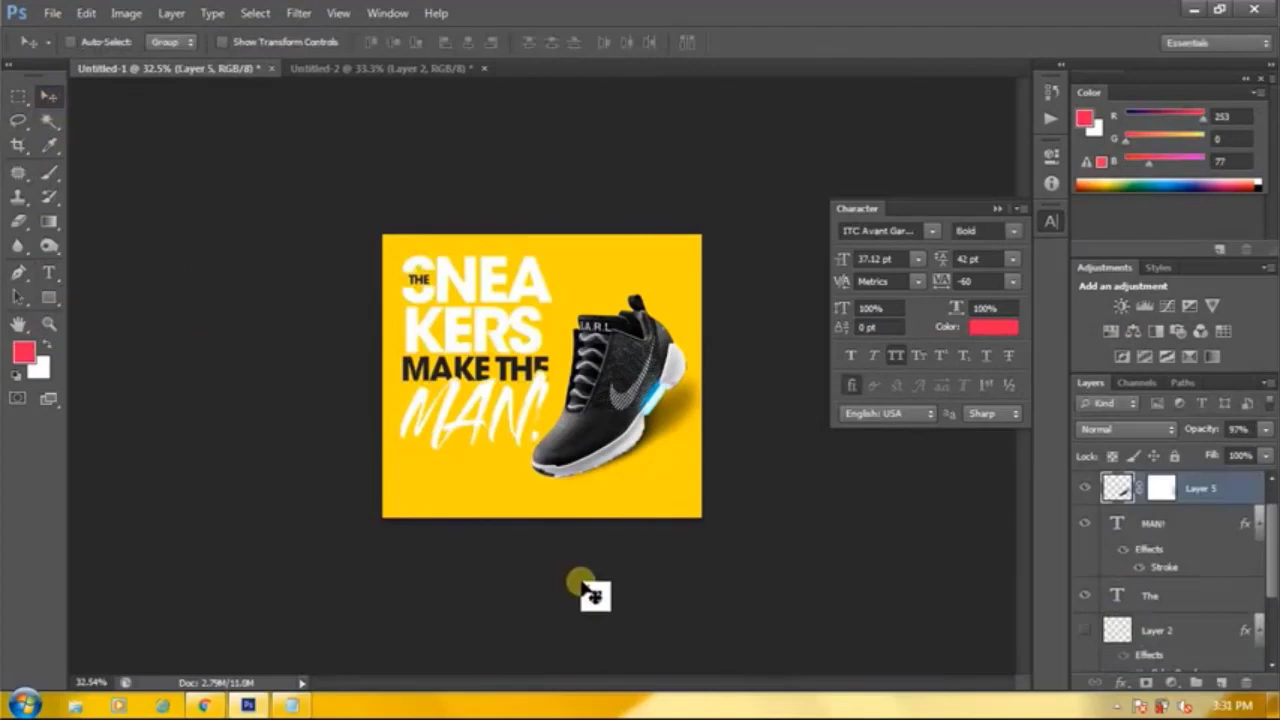 Ps File Edit Image Layer Type Select Filter View Window Help
Auto-Select: Group Show Transform Controls Essentials
Untitled-1 @ 32.5% (Layer 5, RGB/8) * × Untitled-2 @ 33.3% (Layer 2, RGB/8) * ×
Color
R 253
G 0
B 77
Character
ITC Avant Gar... Bold
37.12 pt 42 pt
Metrics -60
100% 100%
0 pt Color:
English: USA Sharp
Adjustments Styles
Add an adjustment
Layers Channels Paths
Kind
Normal Opacity: 97%
Lock: Fill: 100%
Layer 5
T MAN! fx
Effects
Stroke
T The
Layer 2 fx
Effects
THE
SNEA
KERS
MAKE THE
MAN!
32.54% Doc: 2.79M/11.0M
3:31 PM